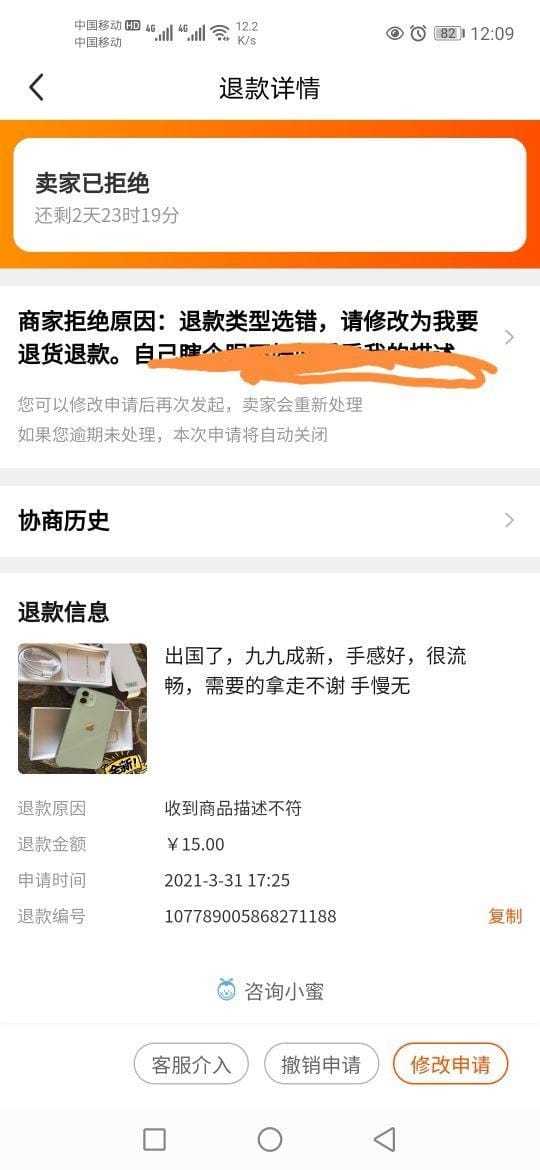 中国移动 HD 4G 4G 12.2 K/s 82 12:09
中国移动
退款详情
卖家已拒绝
还剩2天23时19分
商家拒绝原因：退款类型选错，请修改为我要
退货退款。自己瞎
您可以修改申请后再次发起，卖家会重新处理
如果您逾期未处理，本次申请将自动关闭
协商历史
退款信息
出国了，九九成新，手感好，很流
畅，需要的拿走不谢 手慢无
全新!
退款原因 收到商品描述不符
退款金额 ￥15.00
申请时间 2021-3-31 17:25
退款编号 107789005868271188 复制
咨询小蜜
客服介入 撤销申请 修改申请